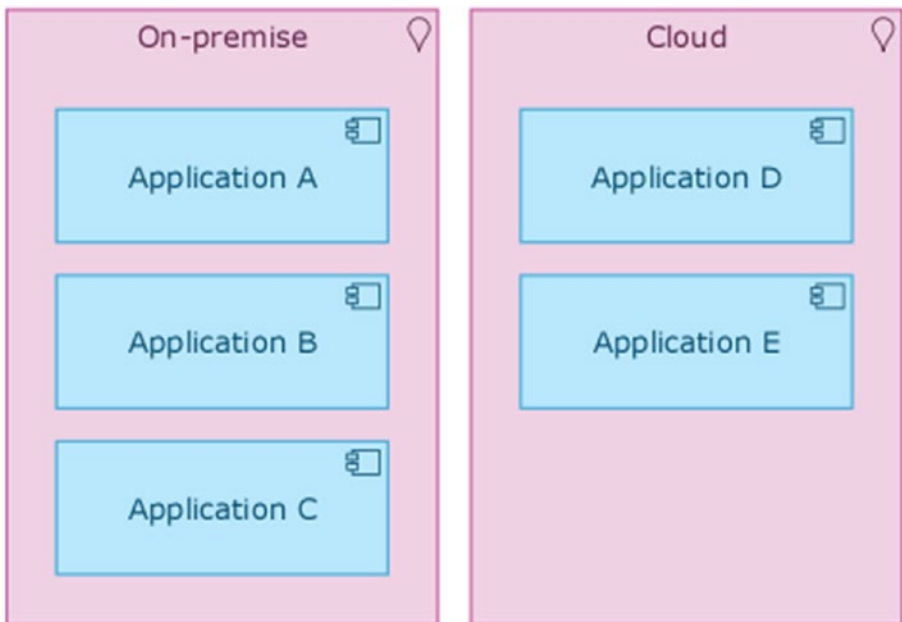 On-premise
Application A
Application B
Application C
Cloud
Application D
Application E